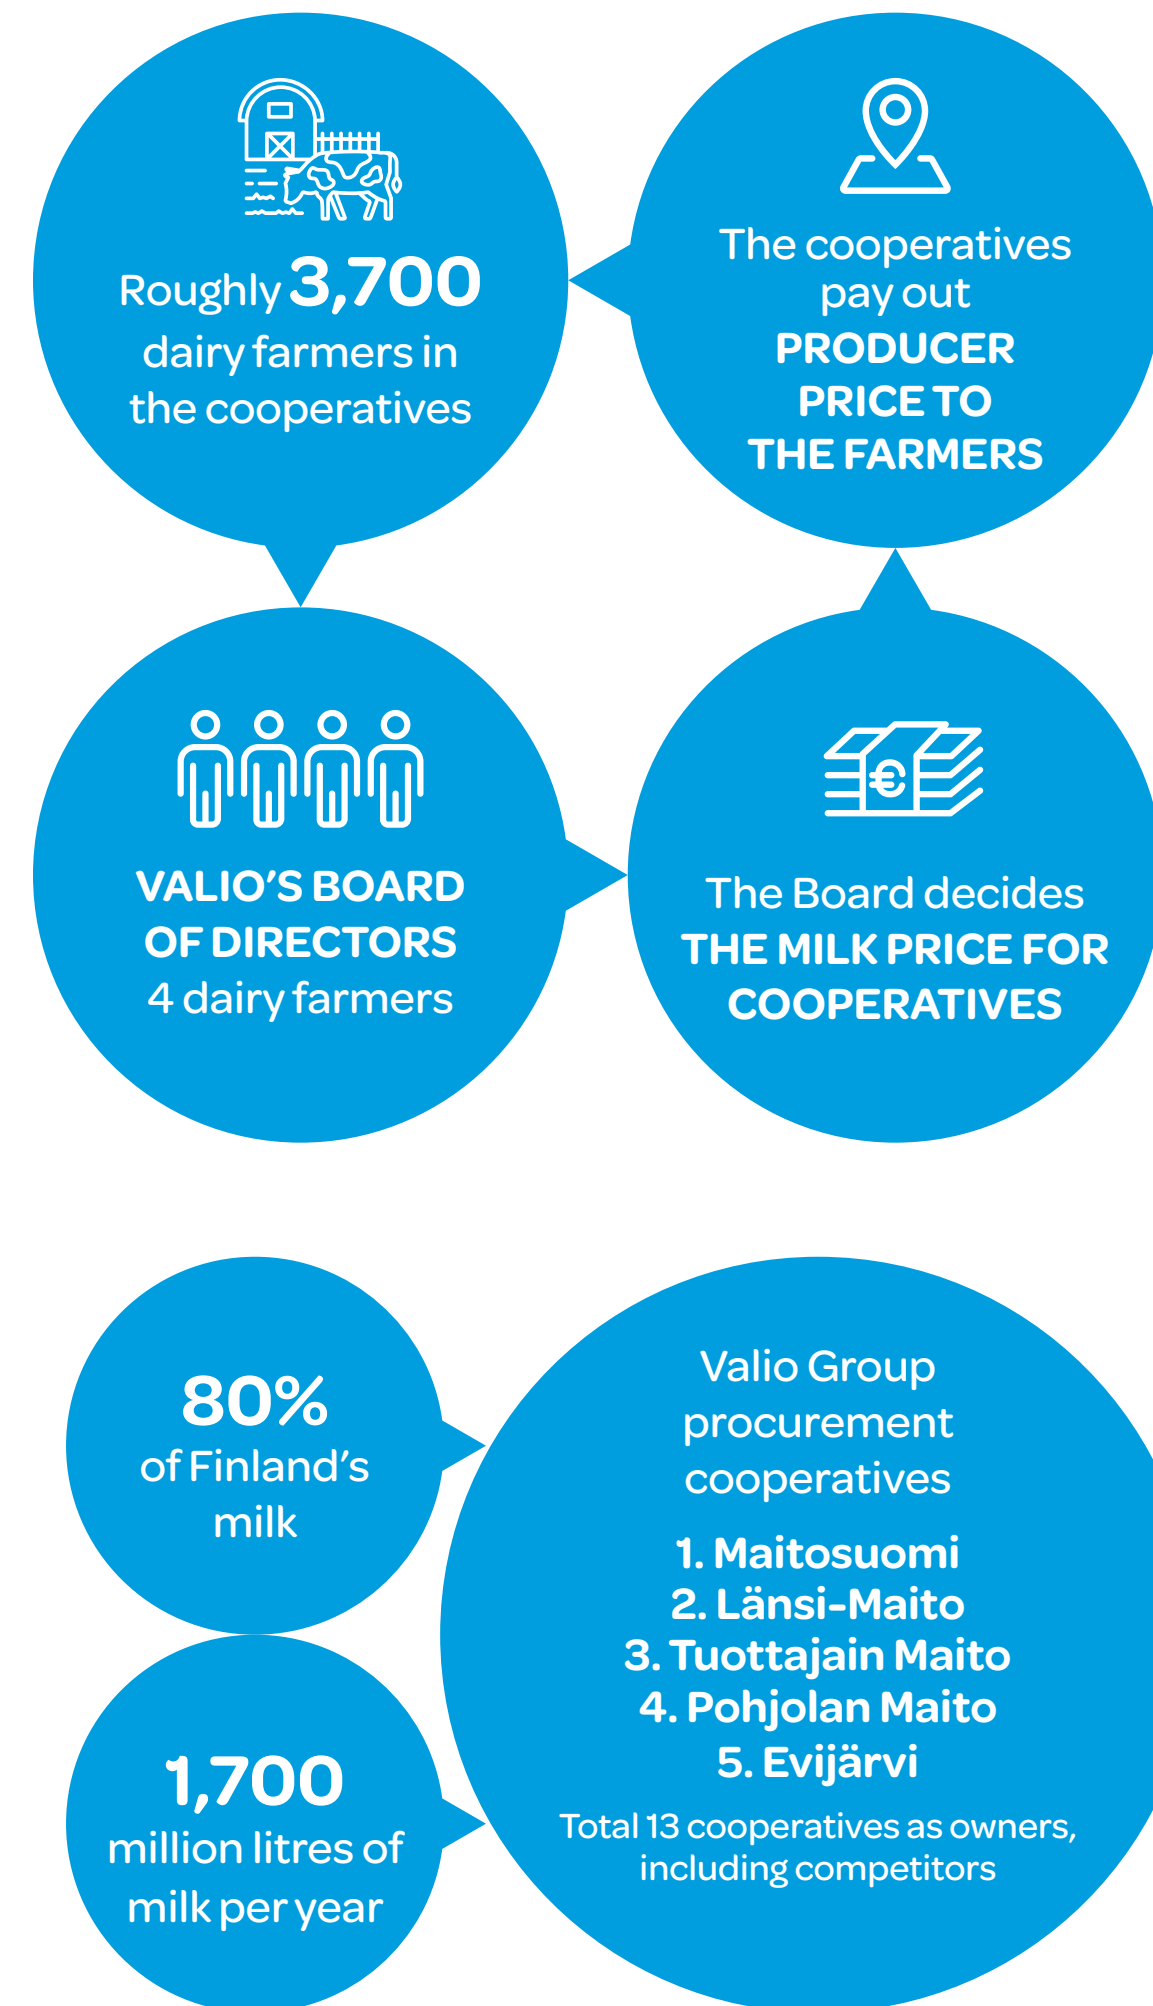 Roughly 3,700
dairy farmers in
the cooperatives
The cooperatives
pay out
PRODUCER
PRICE TO
THE FARMERS
VALIO’S BOARD
OF DIRECTORS
4 dairy farmers
€
The Board decides
THE MILK PRICE FOR
COOPERATIVES
80%
of Finland’s
milk
1,700
million litres of
milk per year
Valio Group
procurement
cooperatives
1. Maitosuomi
2. Länsi-Maito
3. Tuottajain Maito
4. Pohjolan Maito
5. Evijärvi
Total 13 cooperatives as owners,
including competitors